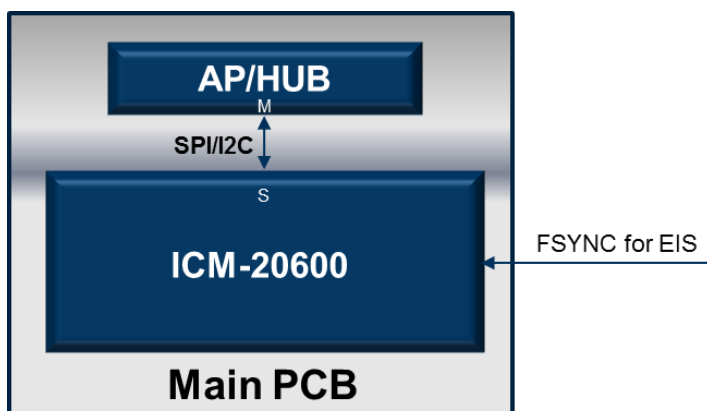 AP/HUB
M
SPI/I2C
S
ICM-20600
FSYNC for EIS
Main PCB